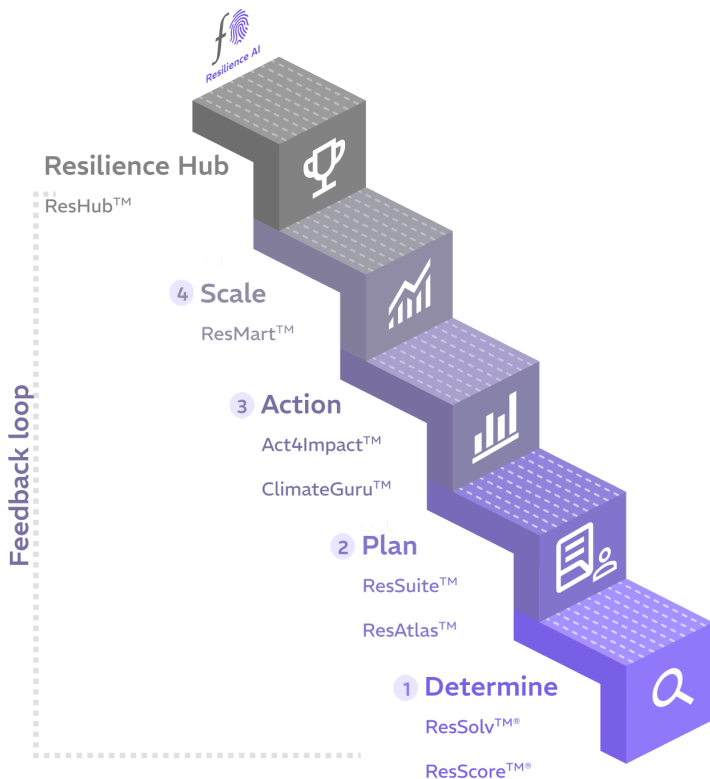 Resilience AI
Resilience Hub
ResHub™
4 Scale
ResMart™
3 Action
Act4Impact™
ClimateGuru™
2 Plan
ResSuite™
ResAtlas™
1 Determine
ResSolv™®
ResScore™®
Feedback loop